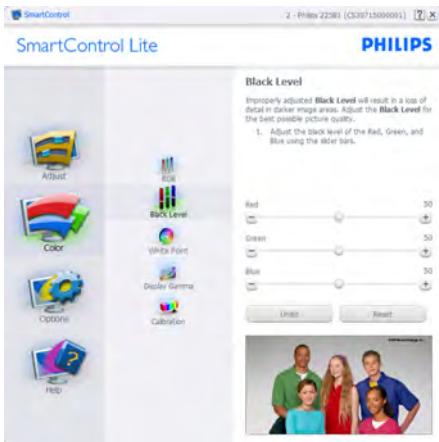 SmartControl
SmartControl Lite
PHILIPS
Black Level
Improperly adjusted Black Level will result in a loss of
detail in darker image areas. Adjust the Black Level for
the best possible picture quality.
1. Adjust the black level of the Red, Green, and
Blue using the slider bars.
Adjust
Color
Options
Help
RGB
Black Level
White Point
Display Gamma
Calibration
Red 50
Green 50
Blue 50
Undo
Reset